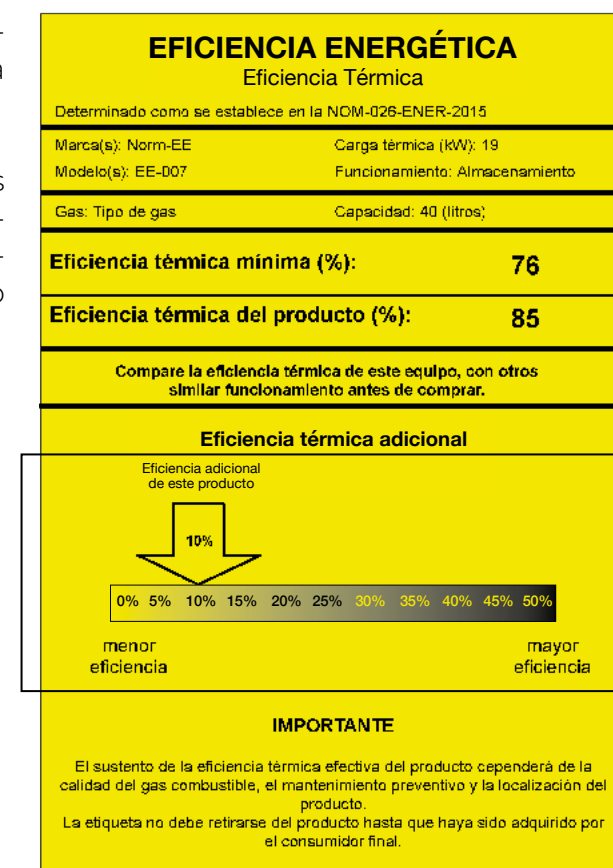 EFICIENCIA ENERGÉTICA
Eficiencia Térmica
Determinado como se establece en la NOM-026-ENER-2015
Marca(s): Norm-EE Carga térmica (kW): 19
Modelo(s): EE-007 Funcionamiento: Almacenamiento
Gas: Tipo de gas Capacidad: 40 (litros)
Eficiencia térmica mínima (%): 76
Eficiencia térmica del producto (%): 85
Compare la eficiencia térmica de este equipo, con otros
similar funcionamiento antes de comprar.
Eficiencia térmica adicional
Eficiencia adicional
de este producto
10%
0% 5% 10% 15% 20% 25% 30% 35% 40% 45% 50%
menor mayor
eficiencia eficiencia
IMPORTANTE
El sustento de la eficiencia térmica efectiva del producto dependerá de la
calidad del gas combustible, el mantenimiento preventivo y la localización del
producto.
La etiqueta no debe retirarse del producto hasta que haya sido adquirido por
el consumidor final.